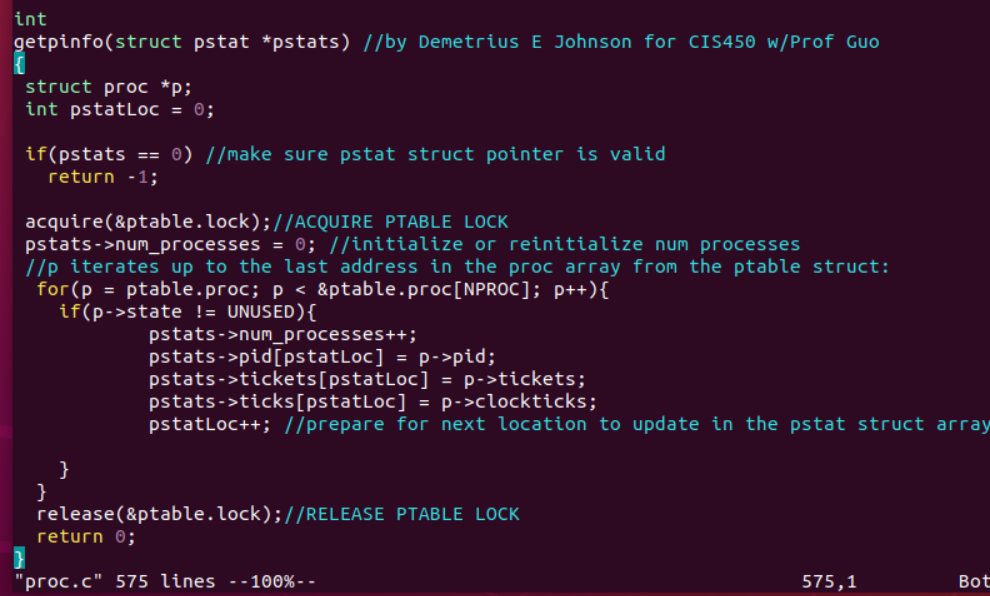 int
getpinfo(struct pstat *pstats) //by Demetrius E Johnson for CIS450 w/Prof Guo
{
 struct proc *p;
 int pstatLoc = 0;
 if(pstats == 0) //make sure pstat struct pointer is valid
   return -1;
 acquire(&ptable.lock);//ACQUIRE PTABLE LOCK
 pstats->num_processes = 0; //initialize or reinitialize num processes
 //p iterates up to the last address in the proc array from the ptable struct:
  for(p = ptable.proc; p < &ptable.proc[NPROC]; p++){
    if(p->state != UNUSED){
            pstats->num_processes++;
            pstats->pid[pstatLoc] = p->pid;
            pstats->tickets[pstatLoc] = p->tickets;
            pstats->ticks[pstatLoc] = p->clockticks;
            pstatLoc++; //prepare for next location to update in the pstat struct array
    }
  }
  release(&ptable.lock);//RELEASE PTABLE LOCK
  return 0;
}
"proc.c" 575 lines --100%-- 575,1 Bot